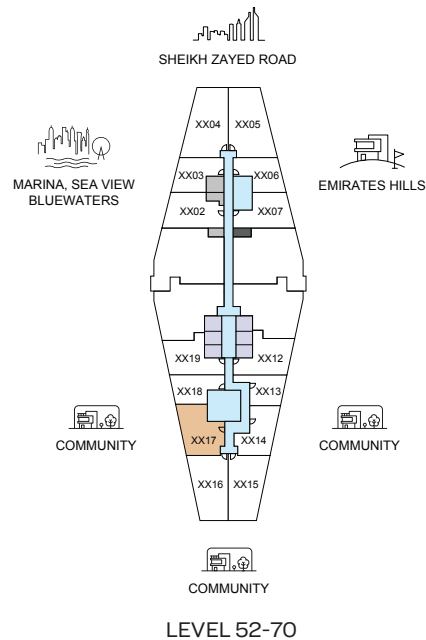 SHEIKH ZAYED ROAD
XX04
XX05
MARINA, SEA VIEW
BLUEWATERS
XX03
XX06
EMIRATES HILLS
XX02
XX07
XX19
XX12
XX18
XX13
COMMUNITY
XX17
XX14
COMMUNITY
XX16
XX15
COMMUNITY
LEVEL 52-70